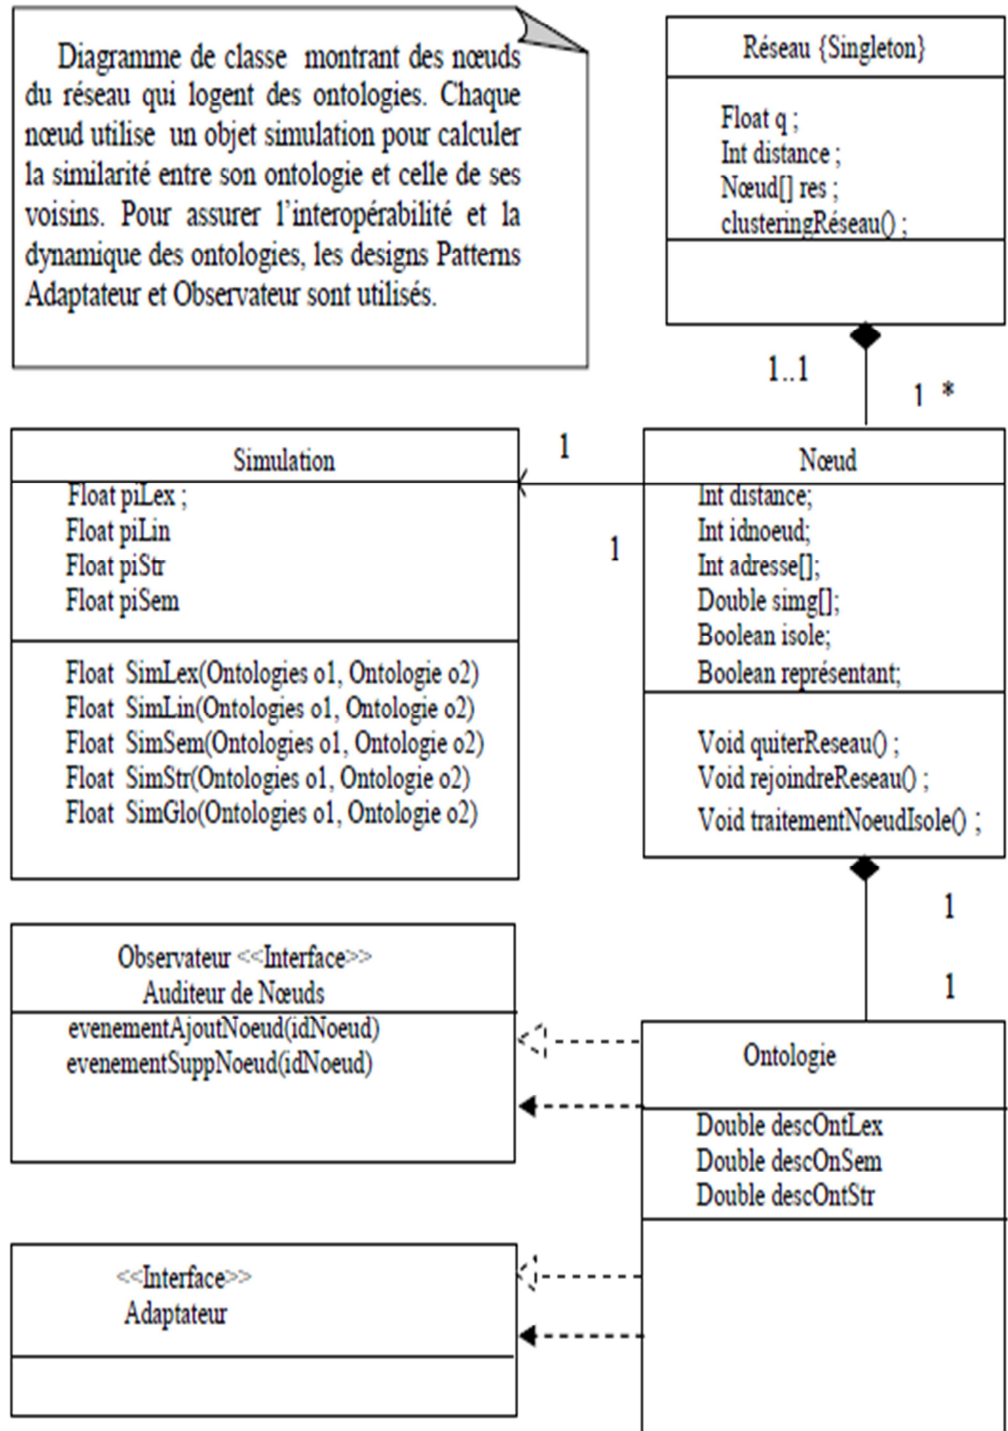 Diagramme de classe montrant des nœuds
du réseau qui logent des ontologies. Chaque
nœud utilise un objet simulation pour calculer
la similarité entre son ontologie et celle de ses
voisins. Pour assurer l'interopérabilité et la
dynamique des ontologies, les designs Patterns
Adaptateur et Observateur sont utilisés.
Réseau {Singleton}
Float q ;
Int distance ;
Nœud[] res ;
clusteringRéseau() ;
1..1
1 *
Simulation
Float piLex ;
Float piLin
Float piStr
Float piSem
Float SimLex(Ontologies o1, Ontologie o2)
Float SimLin(Ontologies o1, Ontologie o2)
Float SimSem(Ontologies o1, Ontologie o2)
Float SimStr(Ontologies o1, Ontologie o2)
Float SimGlo(Ontologies o1, Ontologie o2)
1
1
Nœud
Int distance;
Int idnoeud;
Int adresse[];
Double simg[];
Boolean isole;
Boolean représentant;
Void quiterReseau() ;
Void rejoindreReseau() ;
Void traitementNoeudIsole() ;
1
1
Observateur <<Interface>>
Auditeur de Nœuds
evenementAjoutNoeud(idNoeud)
evenementSuppNoeud(idNoeud)
Ontologie
Double descOntLex
Double descOnSem
Double descOntStr
<<Interface>>
Adaptateur